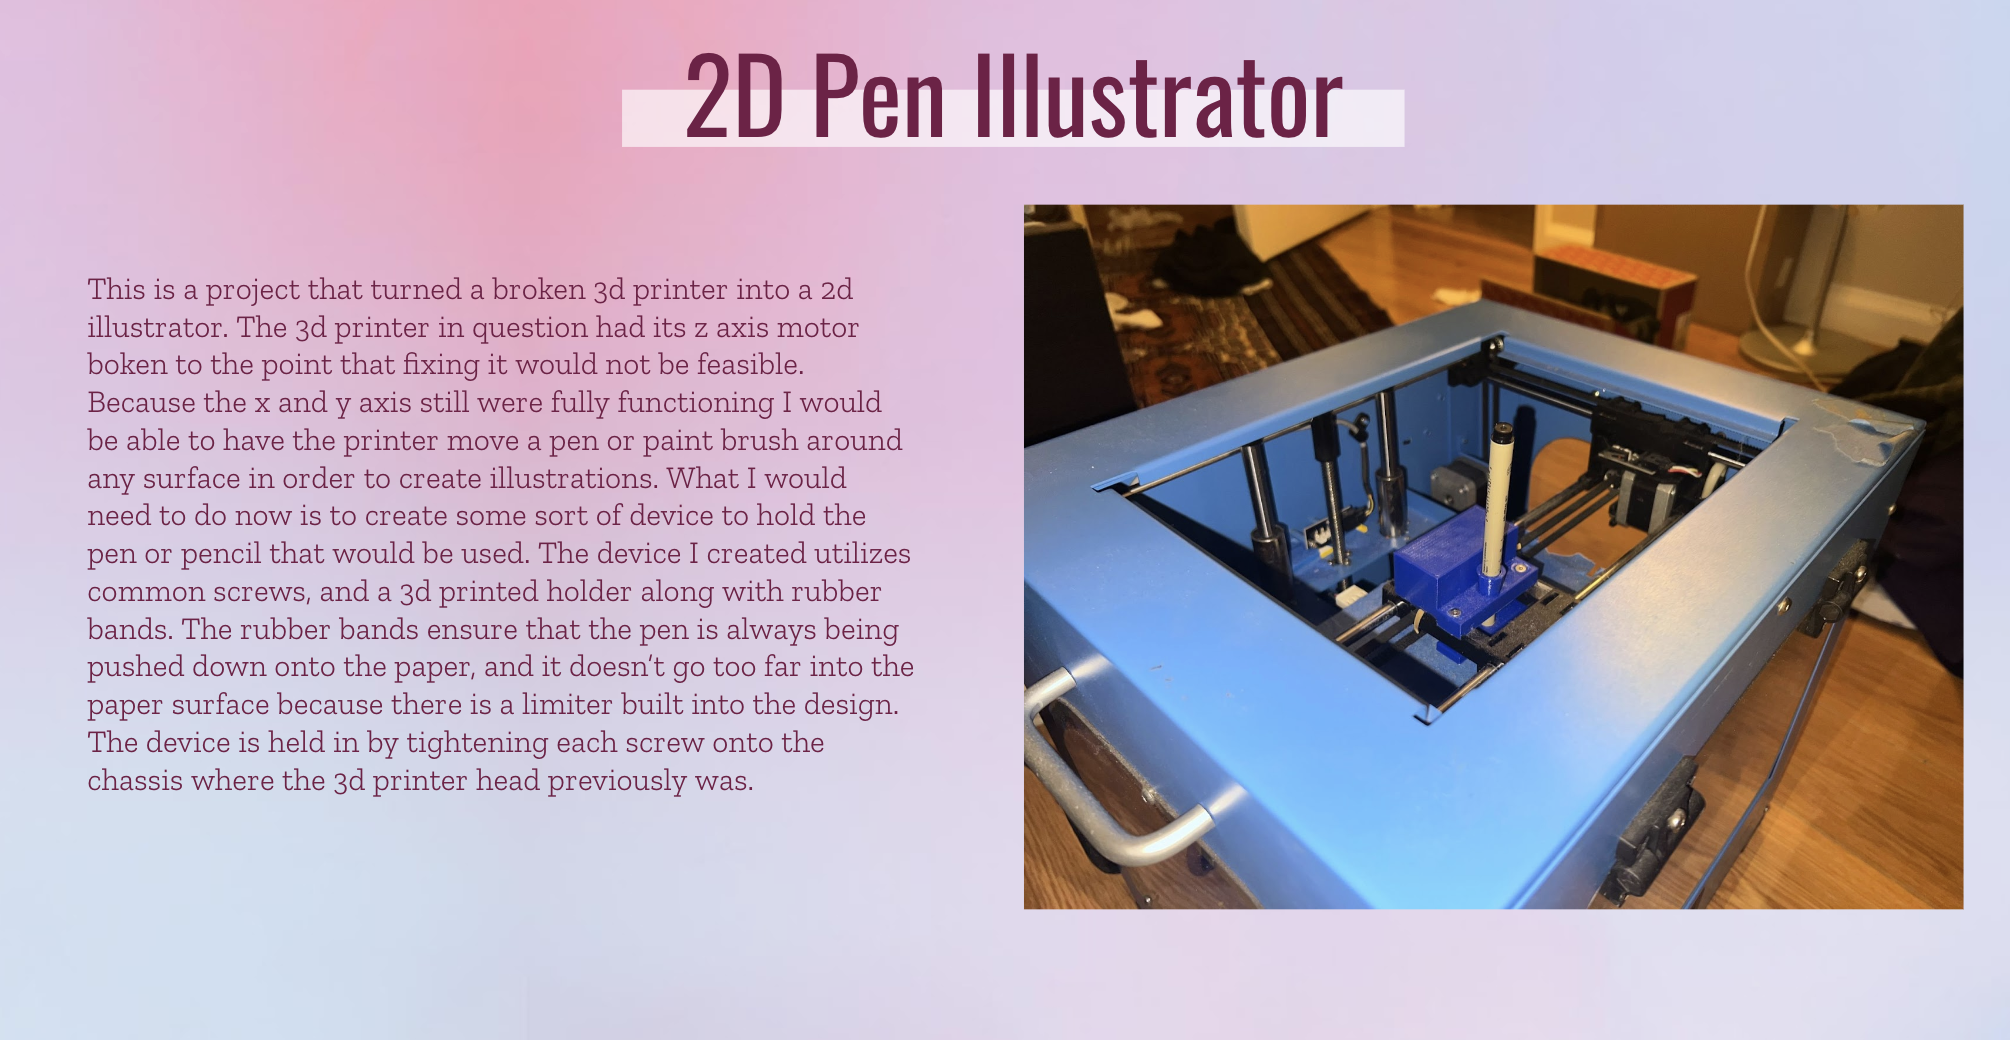 2D Pen Illustrator
This is a project that turned a broken 3d printer into a 2d
illustrator. The 3d printer in question had its z axis motor
boken to the point that fixing it would not be feasible.
Because the x and y axis still were fully functioning I would
be able to have the printer move a pen or paint brush around
any surface in order to create illustrations. What I would
need to do now is to create some sort of device to hold the
pen or pencil that would be used. The device I created utilizes
common screws, and a 3d printed holder along with rubber
bands. The rubber bands ensure that the pen is always being
pushed down onto the paper, and it doesn’t go too far into the
paper surface because there is a limiter built into the design.
The device is held in by tightening each screw onto the
chassis where the 3d printer head previously was.